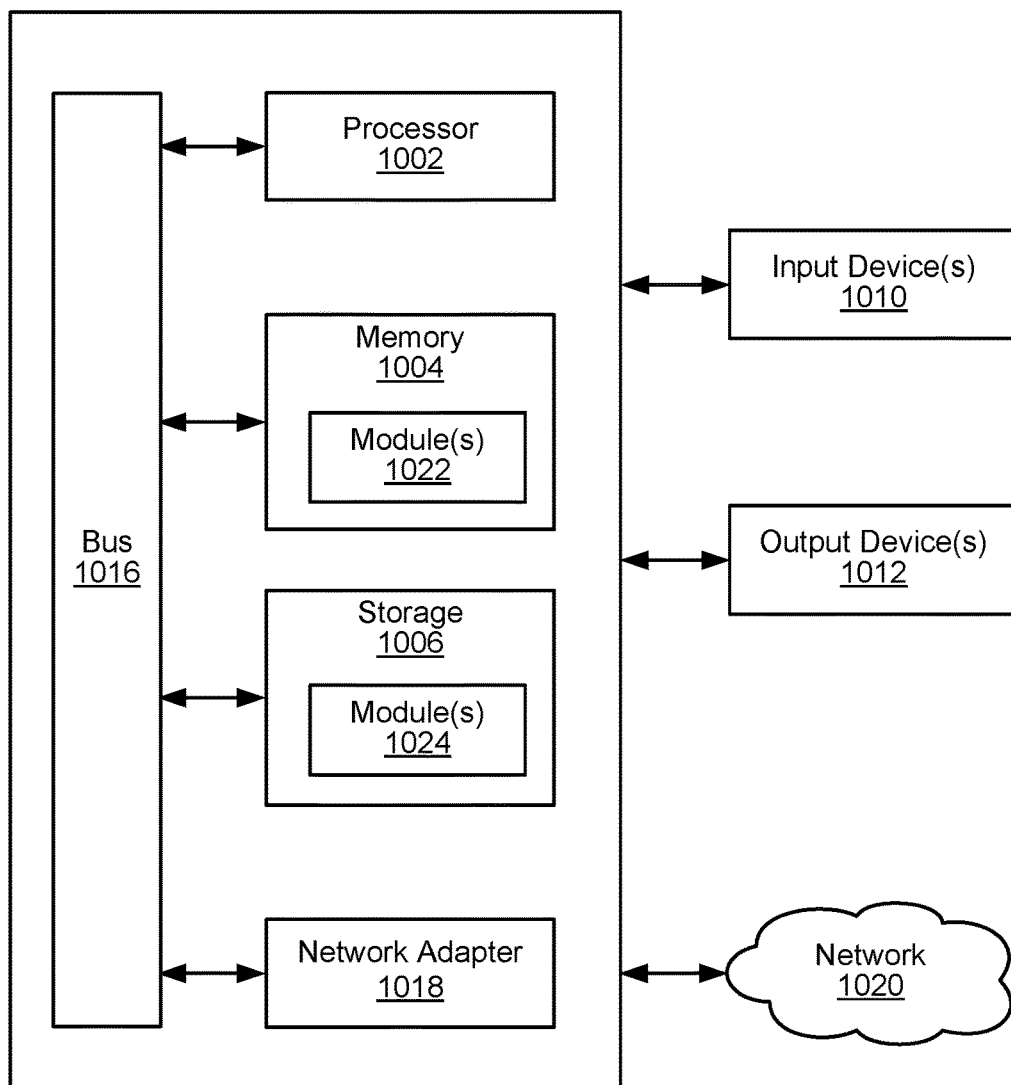 Processor
1002
Input Device(s)
1010
Memory
1004
Module(s)
1022
Bus
1016
Output Device(s)
1012
Storage
1006
Module(s)
1024
Network Adapter
1018
Network
1020